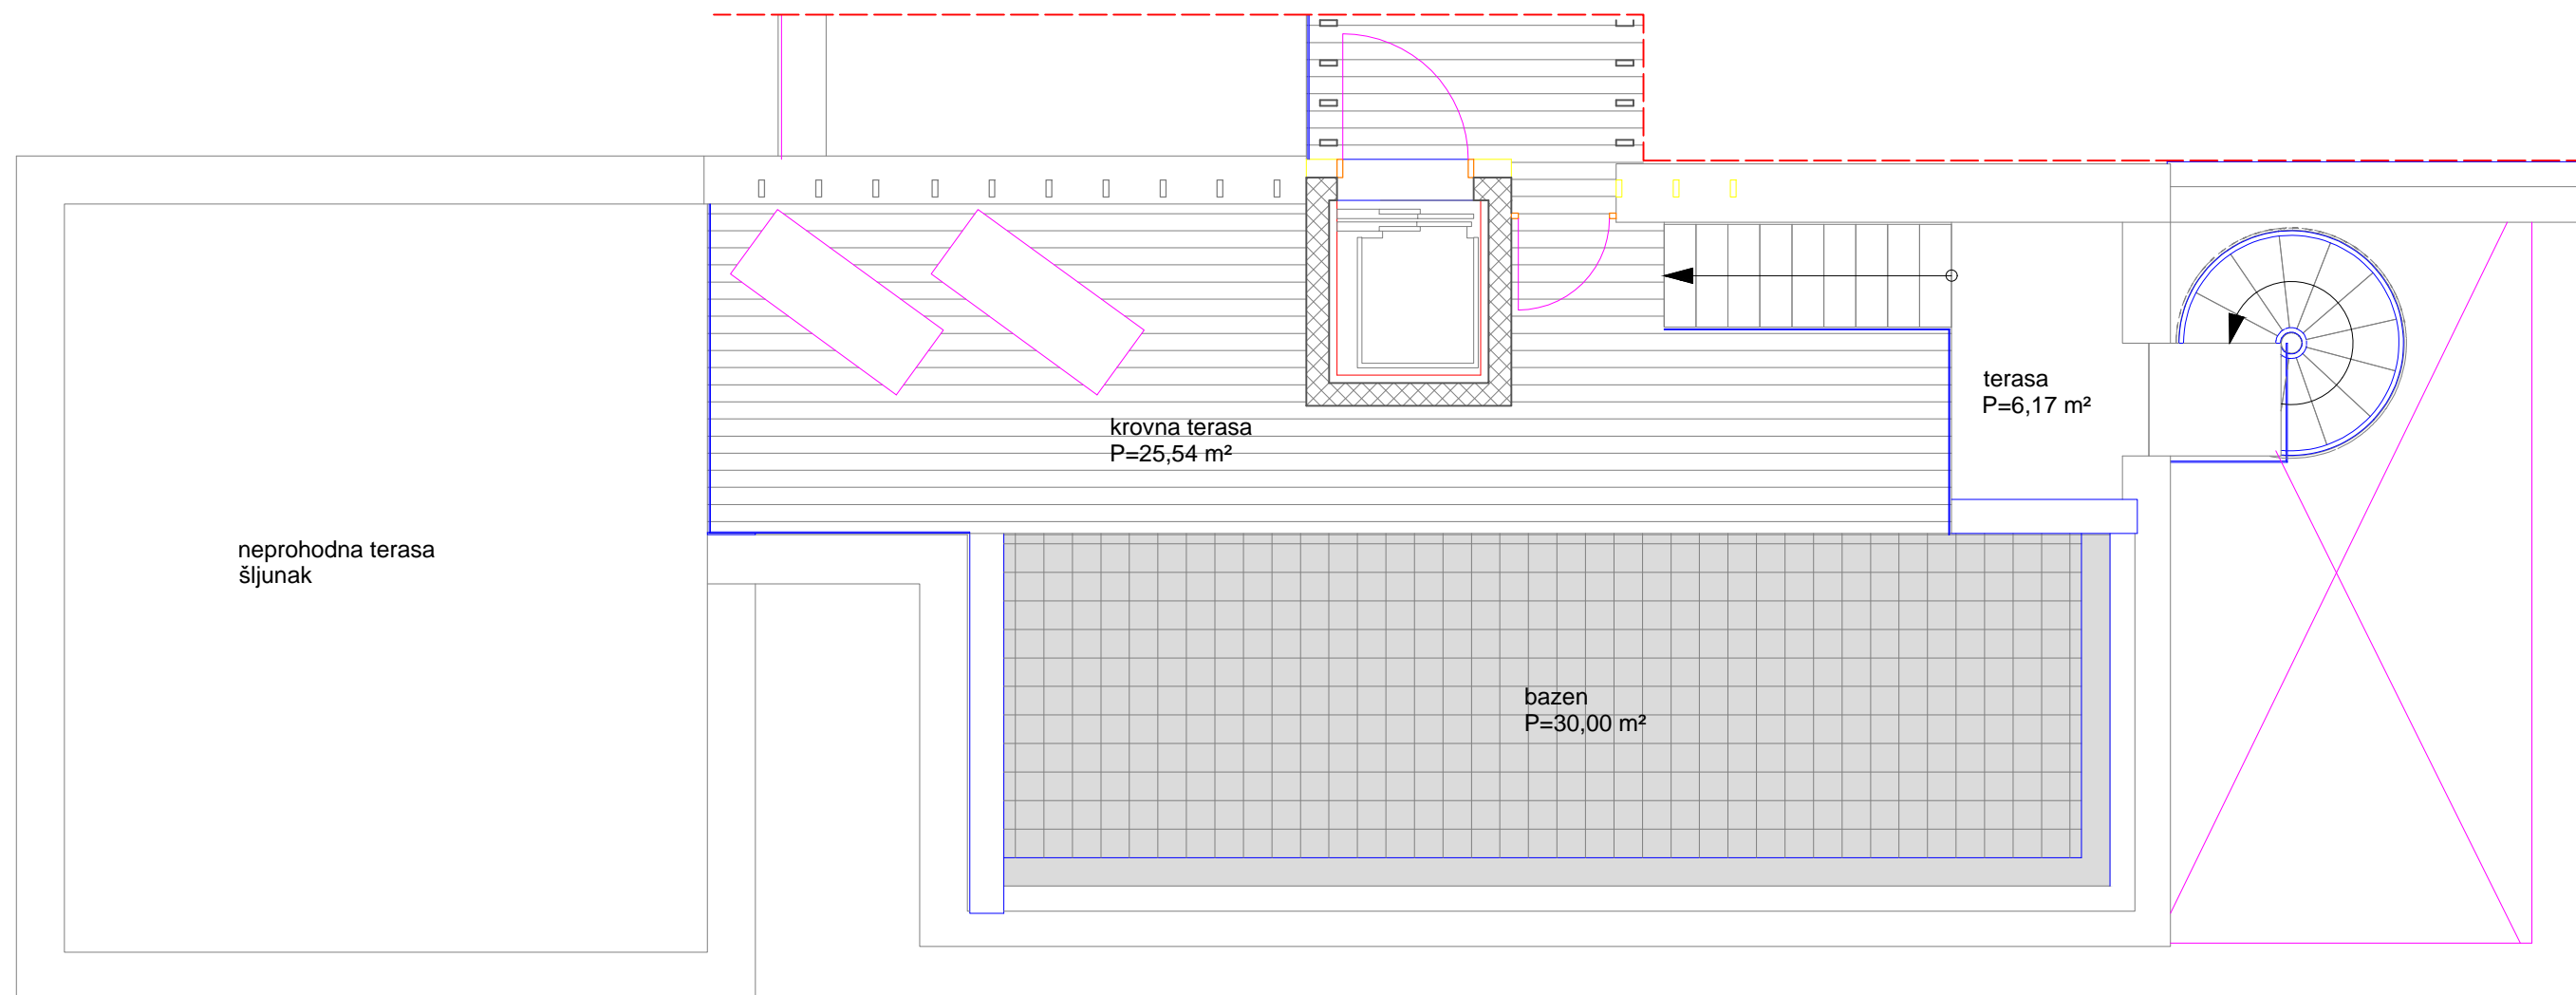 terasa
P=6,17 m²
krovna terasa
P=25,54 m²
neprohodna terasa
šljunak
bazen
P=30,00 m²